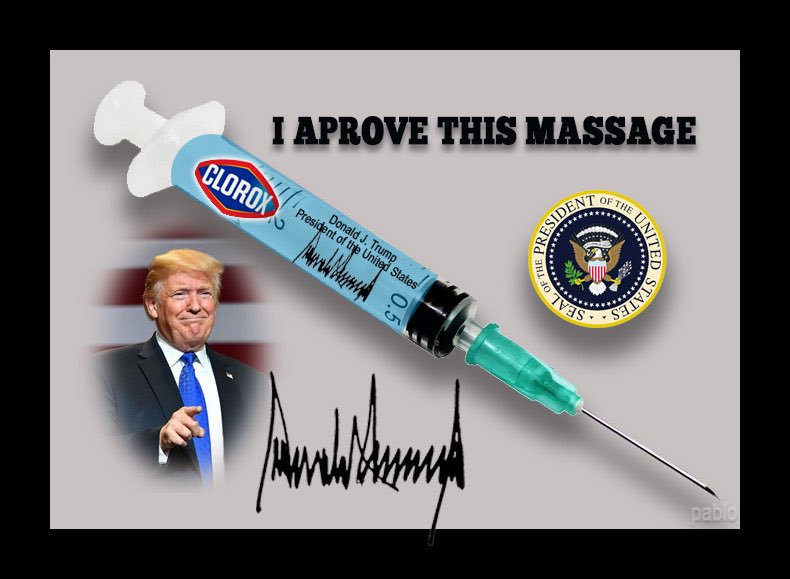 I APROVE THIS MASSAGE
CLOROX
Donald J. Trump
President of the United States
0.5
SEAL OF THE PRESIDENT OF THE UNITED STATES
pablo